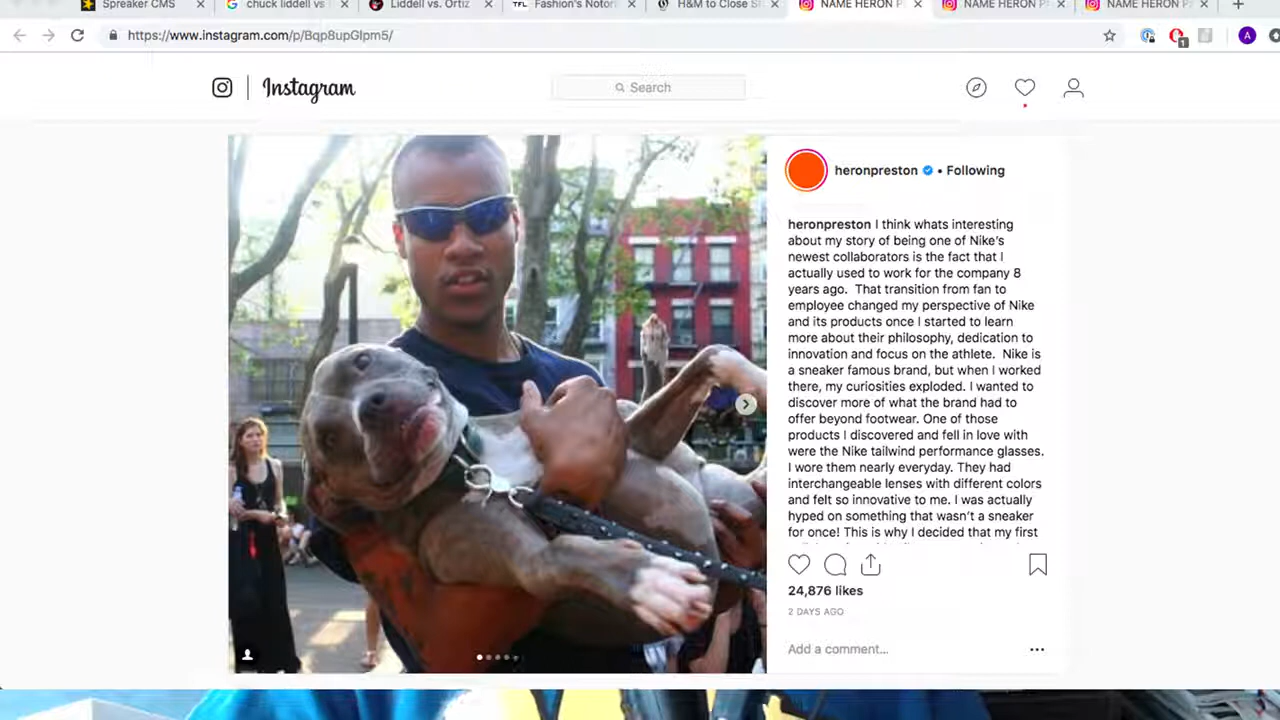 Spreaker CMS
chuck liddell vs
Liddell vs. Ortiz
Fashion's Notori
H&M to Close St
NAME HERON P
NAME HERON P
NAME HERON P
https://www.instagram.com/p/Bqp8upGlpm5/
Instagram
Search
heronpreston • Following
heronpreston I think whats interesting
about my story of being one of Nike's
newest collaborators is the fact that I
actually used to work for the company 8
years ago. That transition from fan to
employee changed my perspective of Nike
and its products once I started to learn
more about their philosophy, dedication to
innovation and focus on the athlete. Nike is
a sneaker famous brand, but when I worked
there, my curiosities exploded. I wanted to
discover more of what the brand had to
offer beyond footwear. One of those
products I discovered and fell in love with
were the Nike tailwind performance glasses.
I wore them nearly everyday. They had
interchangeable lenses with different colors
and felt so innovative to me. I was actually
hyped on something that wasn't a sneaker
for once! This is why I decided that my first
24,876 likes
2 DAYS AGO
Add a comment...